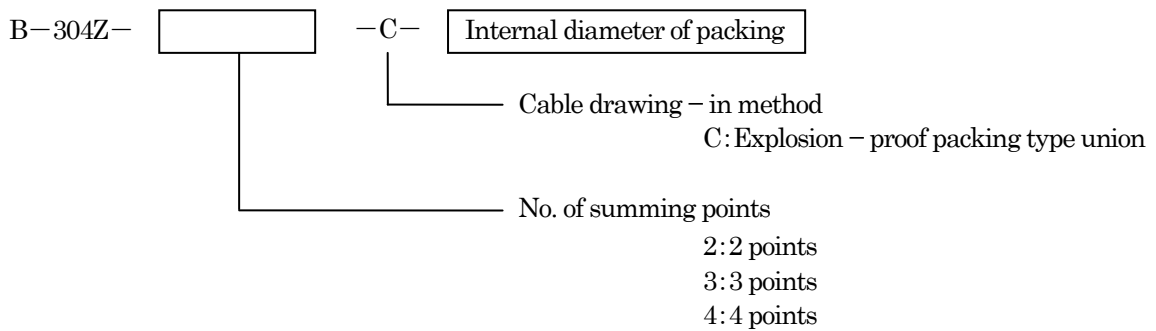 B－304Z－ －C－ Internal diameter of packing
Cable drawing－in method
C:Explosion－proof packing type union
No. of summing points
2:2 points
3:3 points
4:4 points